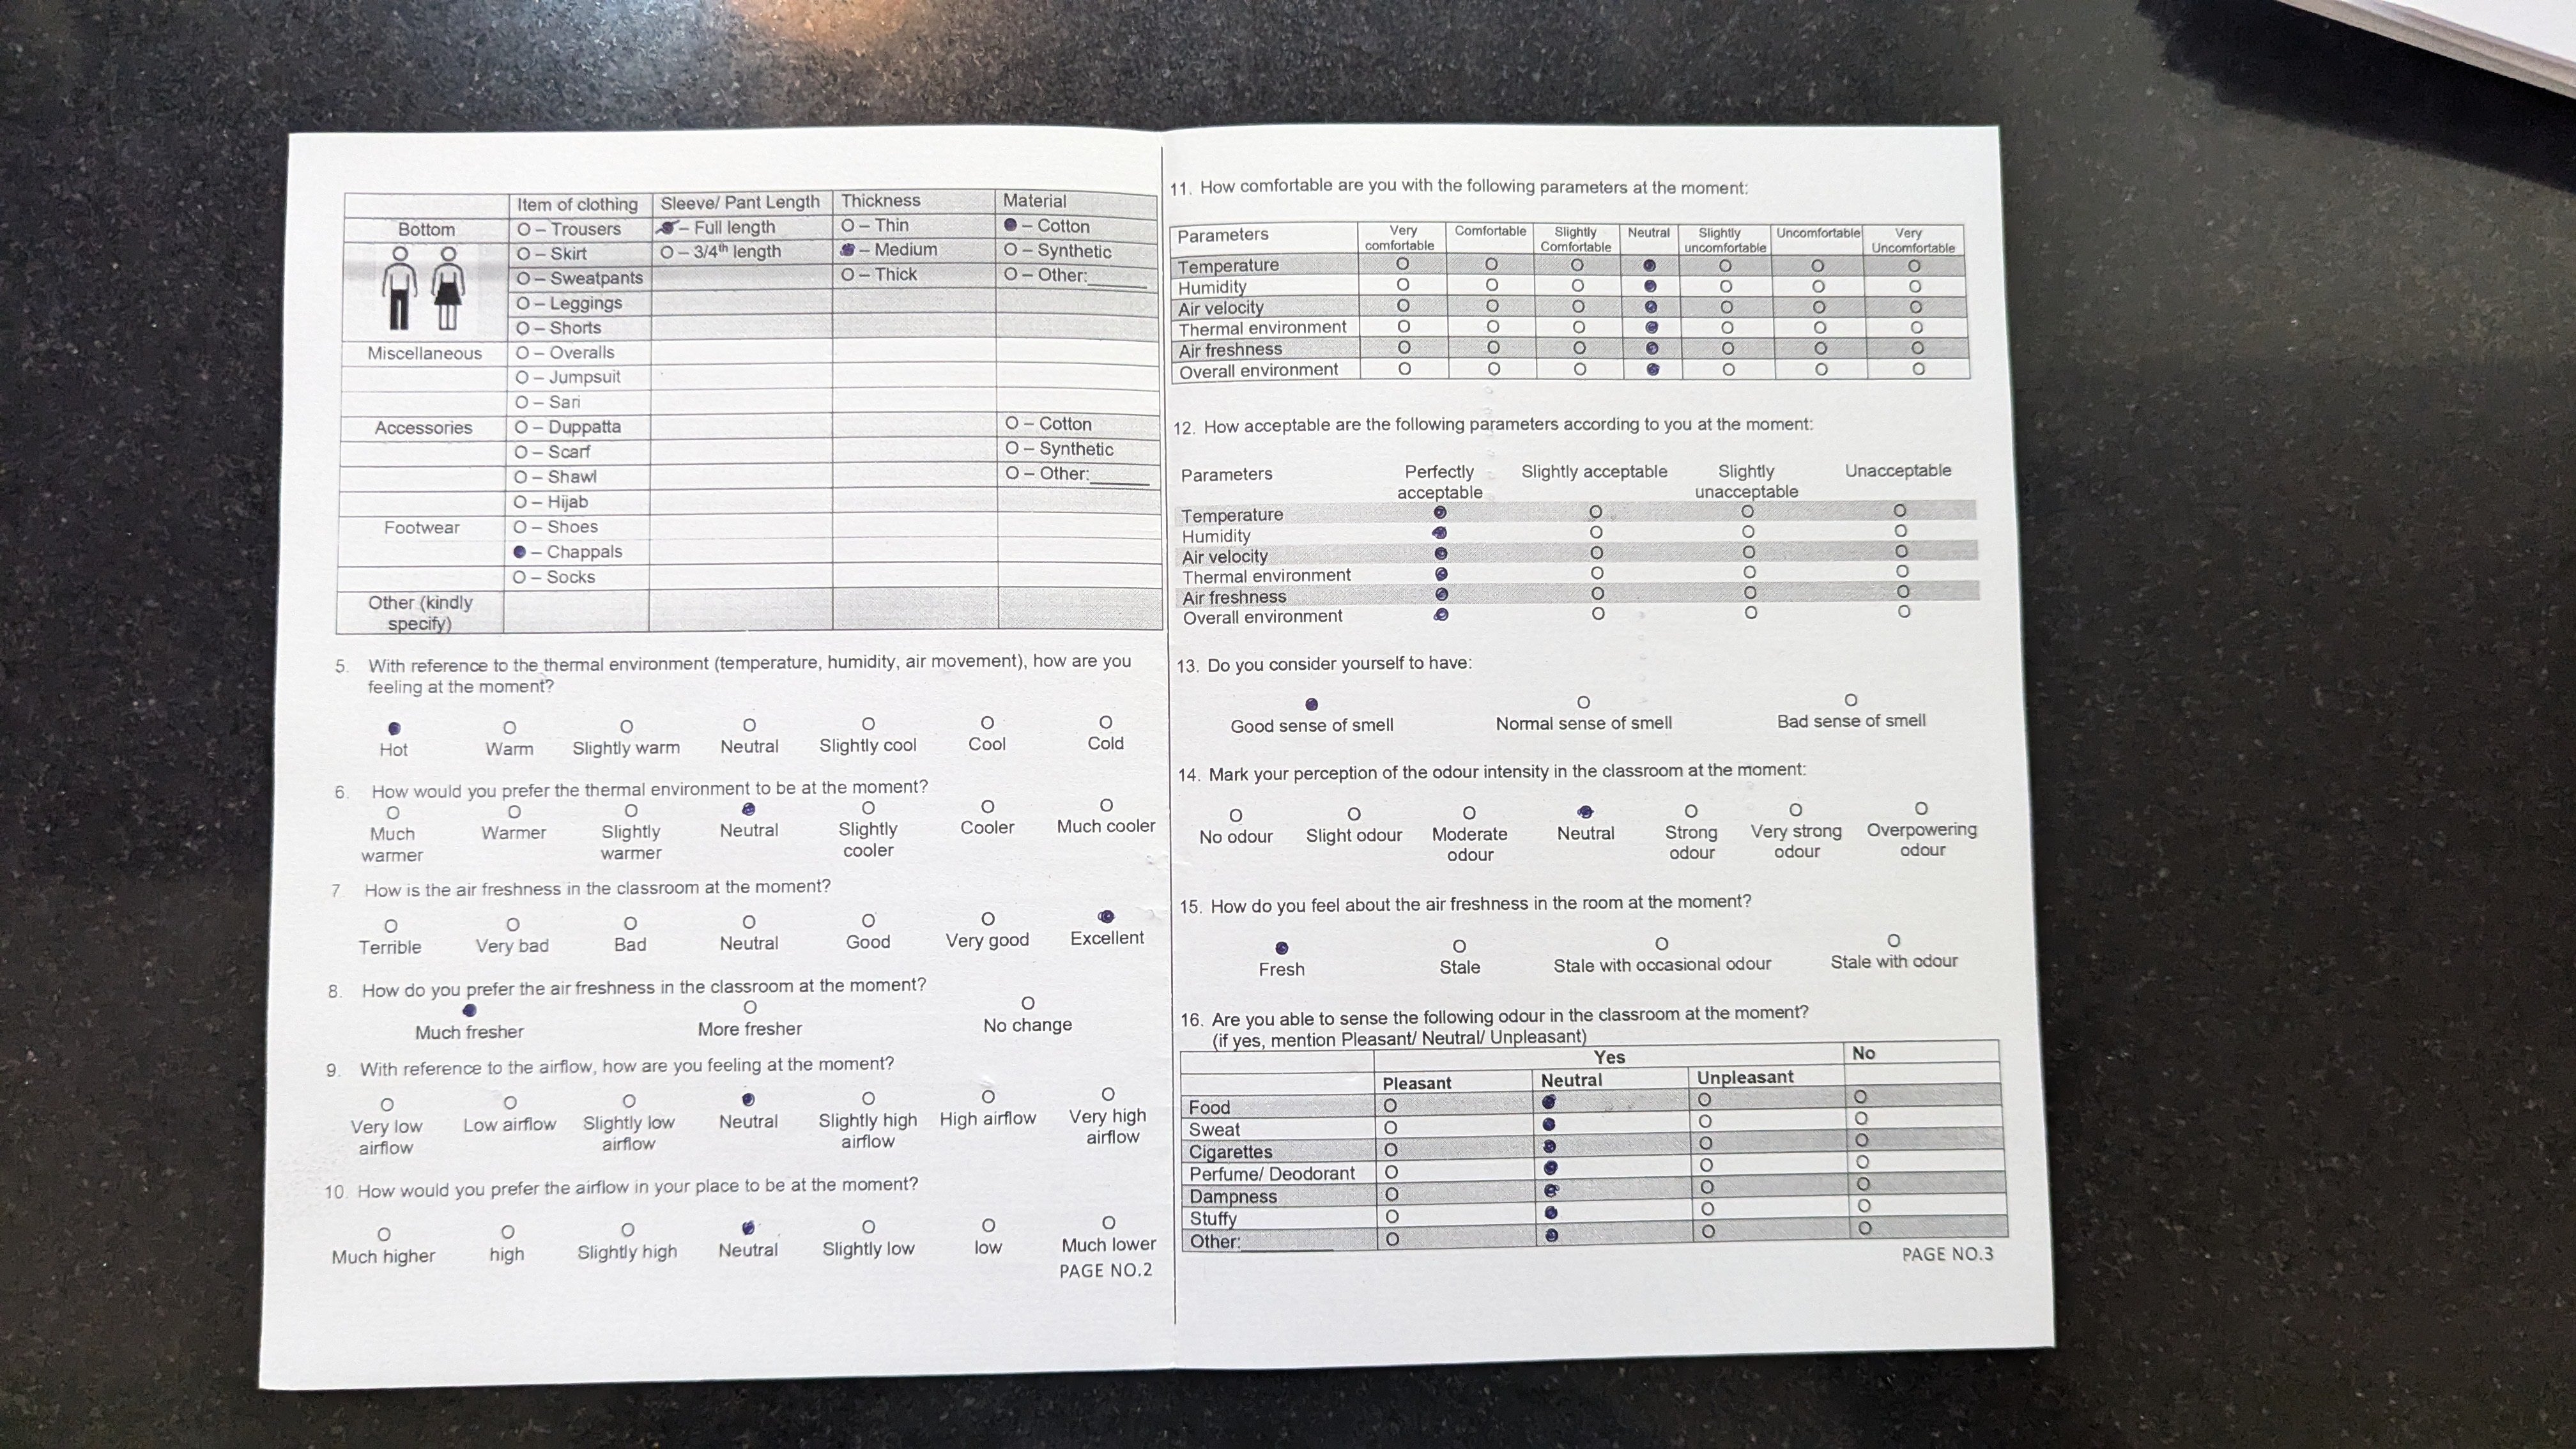 Item of clothing Sleeve/ Pant Length Thickness Material
Bottom O – Trousers ● – Full length O – Thin ● – Cotton
O – Skirt O – 3/4th length ● – Medium O – Synthetic
O – Sweatpants O – Thick O – Other:______
O – Leggings
O – Shorts
Miscellaneous O – Overalls
O – Jumpsuit
O – Sari
Accessories O – Duppatta O – Cotton
O – Scarf O – Synthetic
O – Shawl O – Other:______
O – Hijab
Footwear O – Shoes
● – Chappals
O – Socks
Other (kindly
specify)
5. With reference to the thermal environment (temperature, humidity, air movement), how are you
feeling at the moment?
● O O O O O O
Hot Warm Slightly warm Neutral Slightly cool Cool Cold
6. How would you prefer the thermal environment to be at the moment?
O O O ● O O O
Much Warmer Slightly Neutral Slightly Cooler Much cooler
warmer warmer cooler
7 How is the air freshness in the classroom at the moment?
O O O O O O ●
Terrible Very bad Bad Neutral Good Very good Excellent
8. How do you prefer the air freshness in the classroom at the moment?
● O O
Much fresher More fresher No change
9. With reference to the airflow, how are you feeling at the moment?
O O O ● O O O
Very low Low airflow Slightly low Neutral Slightly high High airflow Very high
airflow airflow airflow airflow
10. How would you prefer the airflow in your place to be at the moment?
O O O ● O O O
Much higher high Slightly high Neutral Slightly low low Much lower
PAGE NO.2
11. How comfortable are you with the following parameters at the moment:
Parameters Very Comfortable Slightly Neutral Slightly Uncomfortable Very
comfortable Comfortable uncomfortable Uncomfortable
Temperature O O O ● O O O
Humidity O O O ● O O O
Air velocity O O O ● O O O
Thermal environment O O O ● O O O
Air freshness O O O ● O O O
Overall environment O O O ● O O O
12. How acceptable are the following parameters according to you at the moment:
Parameters Perfectly Slightly acceptable Slightly Unacceptable
acceptable unacceptable
Temperature ● O O O
Humidity ● O O O
Air velocity ● O O O
Thermal environment ● O O O
Air freshness ● O O O
Overall environment ● O O O
13. Do you consider yourself to have:
● O O
Good sense of smell Normal sense of smell Bad sense of smell
14. Mark your perception of the odour intensity in the classroom at the moment:
O O O ● O O O
No odour Slight odour Moderate Neutral Strong Very strong Overpowering
odour odour odour odour
15. How do you feel about the air freshness in the room at the moment?
● O O O
Fresh Stale Stale with occasional odour Stale with odour
16. Are you able to sense the following odour in the classroom at the moment?
(if yes, mention Pleasant/ Neutral/ Unpleasant)
Yes No
Pleasant Neutral Unpleasant
Food O ● O O
Sweat O ● O O
Cigarettes O ● O O
Perfume/ Deodorant O ● O O
Dampness O ● O O
Stuffy O ● O O
Other:__________ O ● O O
PAGE NO.3